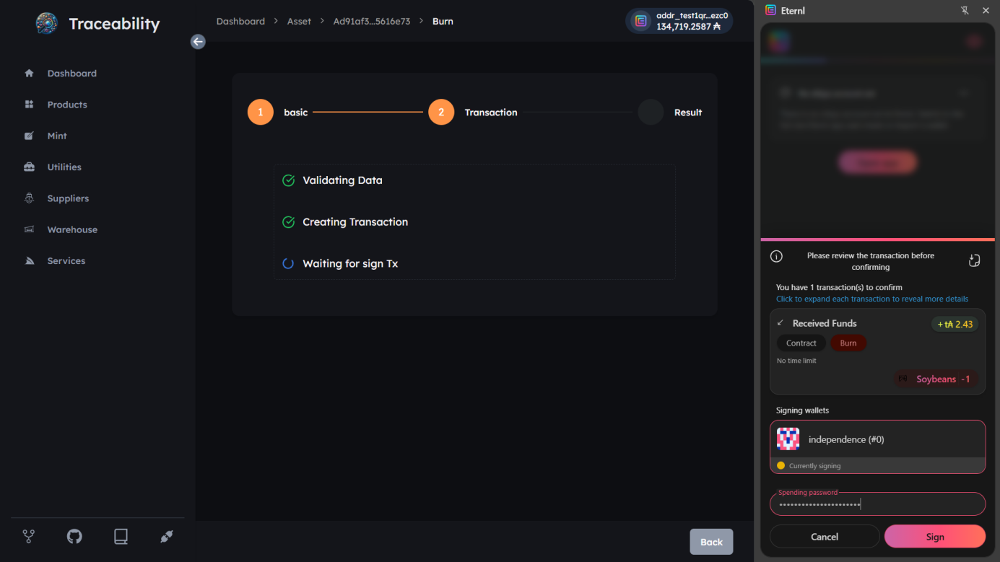 Traceability
Dashboard
Products
Mint
Utilities
Suppliers
Warehouse
Services
Dashboard > Asset > Ad91af3...5616e73 > Burn
addr_test1qr...ezc0
134,719.2587 ₳
1 basic
2 Transaction
Result
Validating Data
Creating Transaction
Waiting for sign Tx
Back
Eternl
Please review the transaction before
confirming
You have 1 transaction(s) to confirm
Click to expand each transaction to reveal more details
Received Funds
+t₳ 2.43
Contract
Burn
No time limit
Soybeans -1
Signing wallets
independence (#0)
Currently signing
Spending password
Cancel
Sign